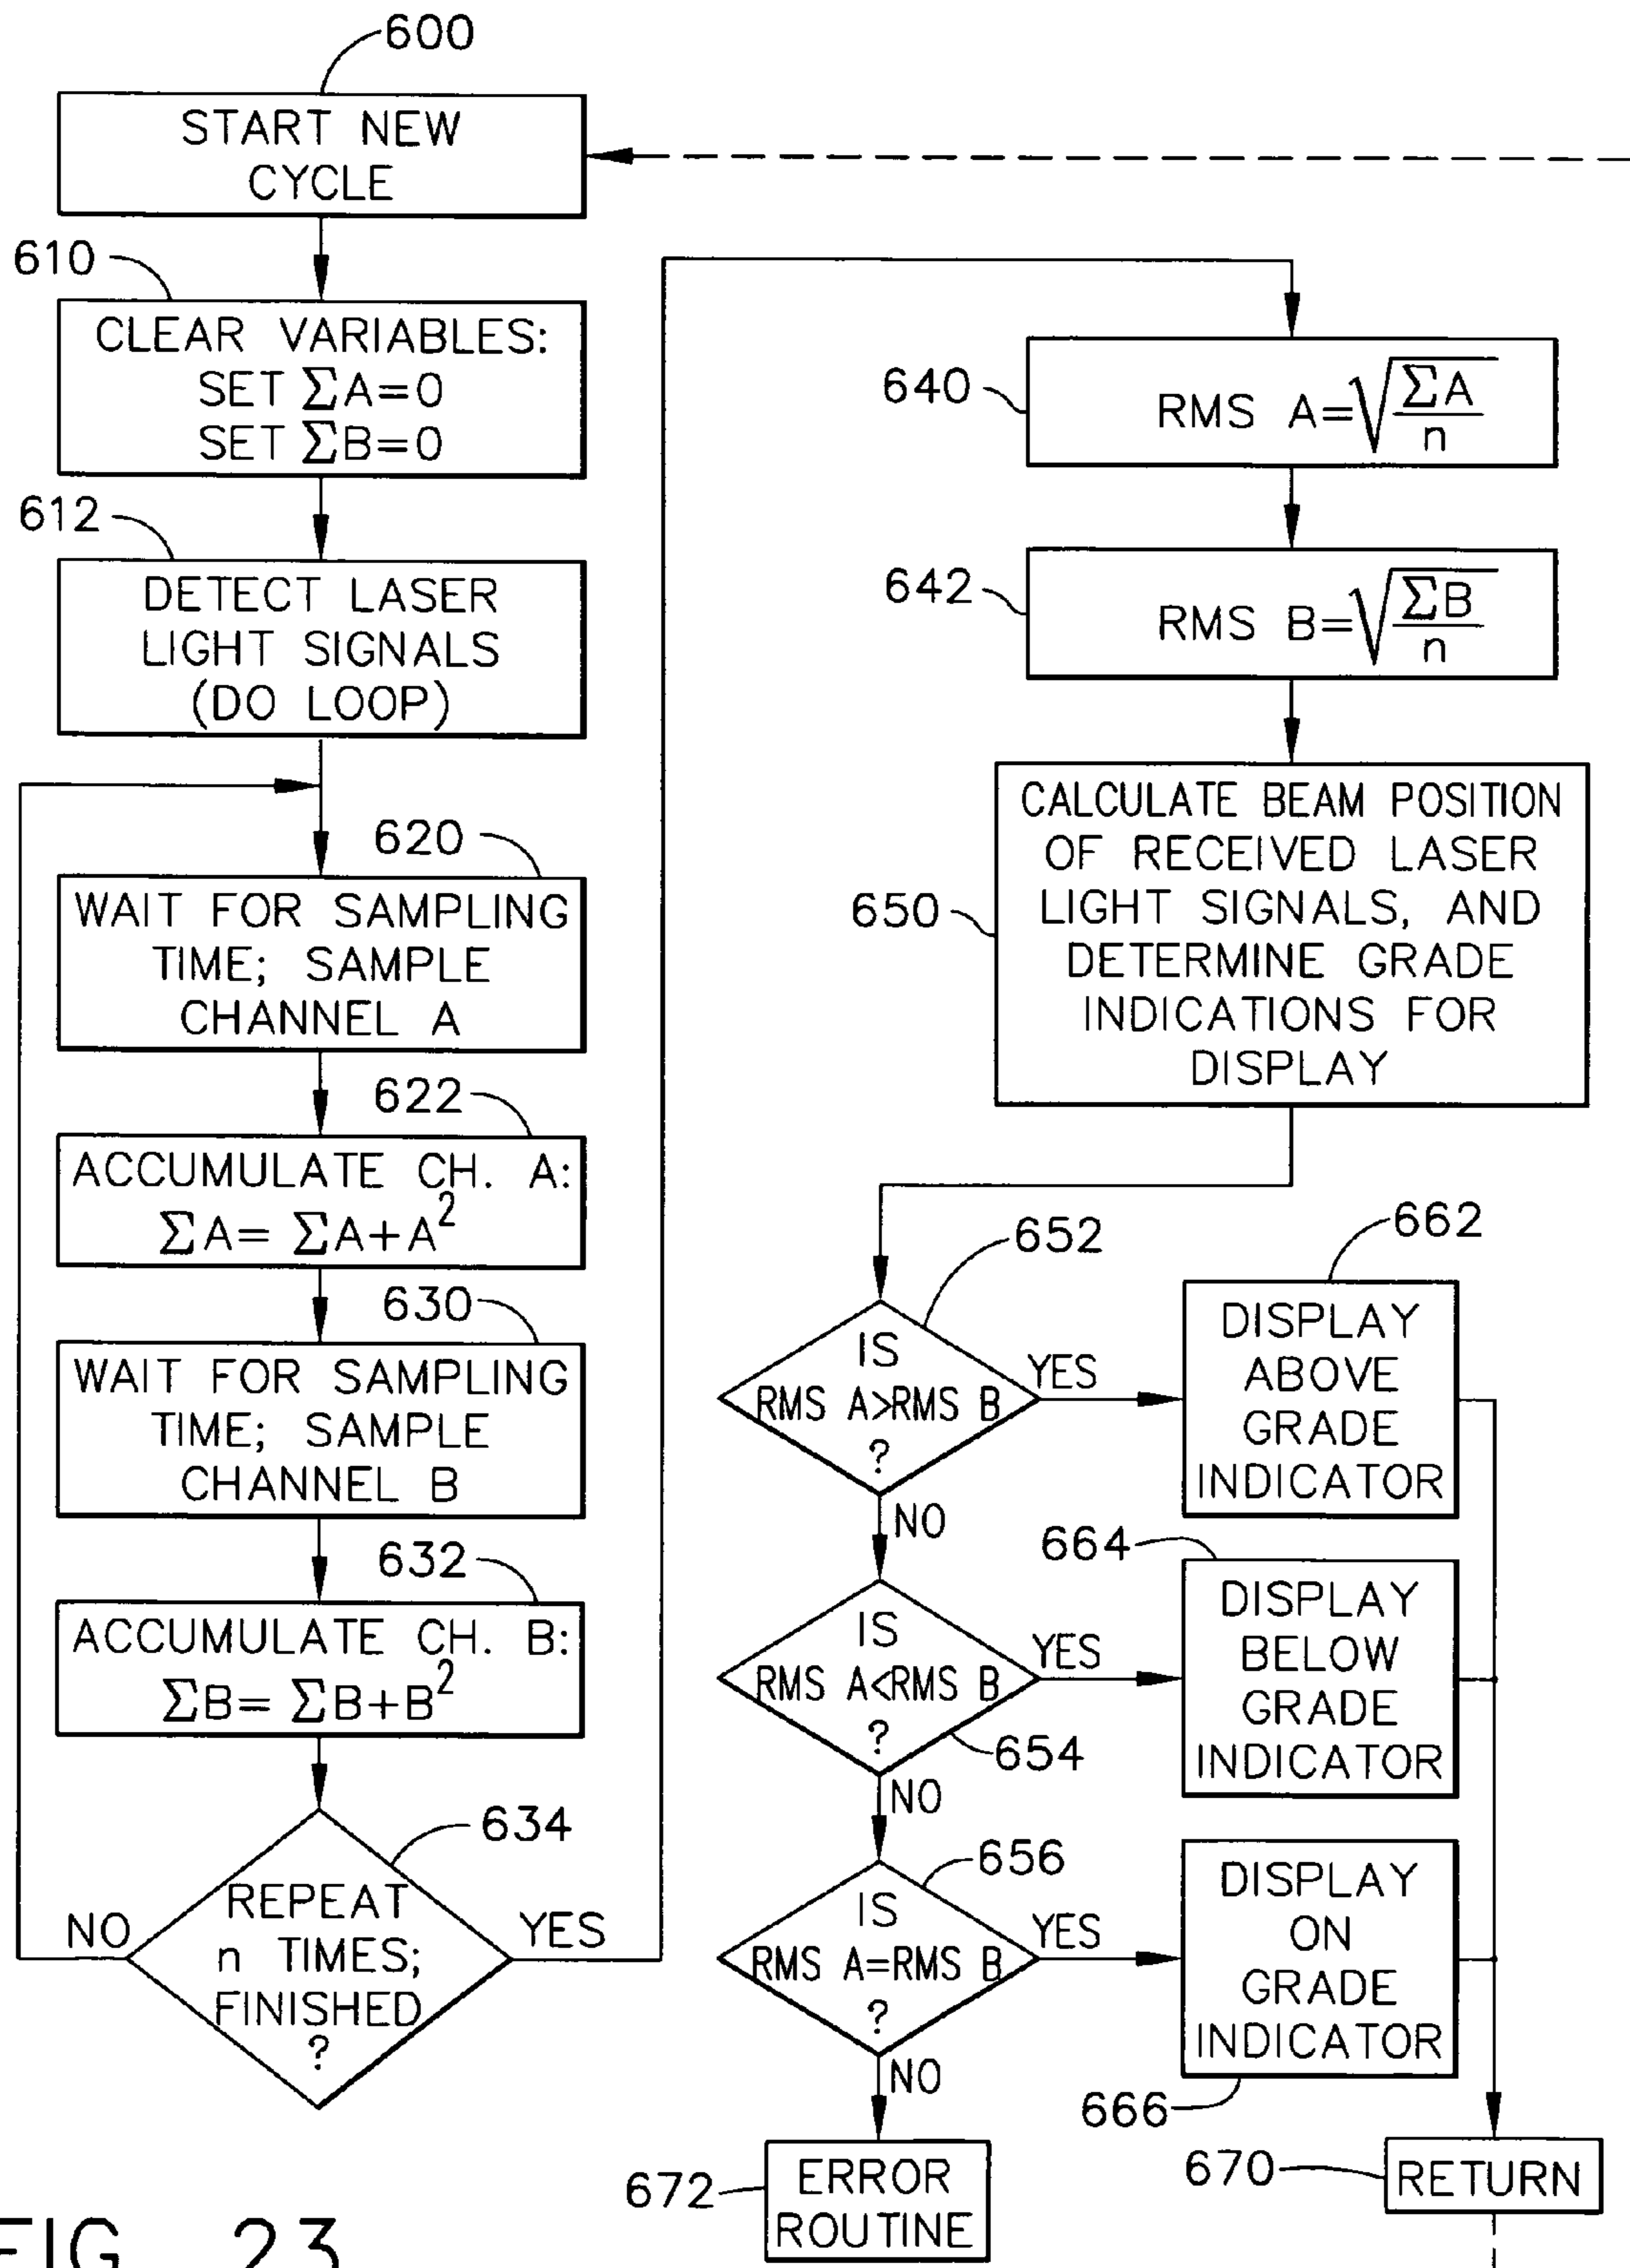 600
START NEW
CYCLE
610
CLEAR VARIABLES:
SET ΣA=0
SET ΣB=0
612
DETECT LASER
LIGHT SIGNALS
(DO LOOP)
620
WAIT FOR SAMPLING
TIME; SAMPLE
CHANNEL A
622
ACCUMULATE CH. A:
ΣA= ΣA+A²
630
WAIT FOR SAMPLING
TIME; SAMPLE
CHANNEL B
632
ACCUMULATE CH. B:
ΣB= ΣB+B²
634
REPEAT
n TIMES;
FINISHED
?
NO
YES
640
RMS A=√ΣA/n
642
RMS B=√ΣB/n
650
CALCULATE BEAM POSITION
OF RECEIVED LASER
LIGHT SIGNALS, AND
DETERMINE GRADE
INDICATIONS FOR
DISPLAY
652
IS
RMS A>RMS B
?
YES
NO
662
DISPLAY
ABOVE
GRADE
INDICATOR
654
IS
RMS A<RMS B
?
YES
NO
664
DISPLAY
BELOW
GRADE
INDICATOR
656
IS
RMS A=RMS B
?
YES
NO
666
DISPLAY
ON
GRADE
INDICATOR
672
ERROR
ROUTINE
670
RETURN
FIG. 23